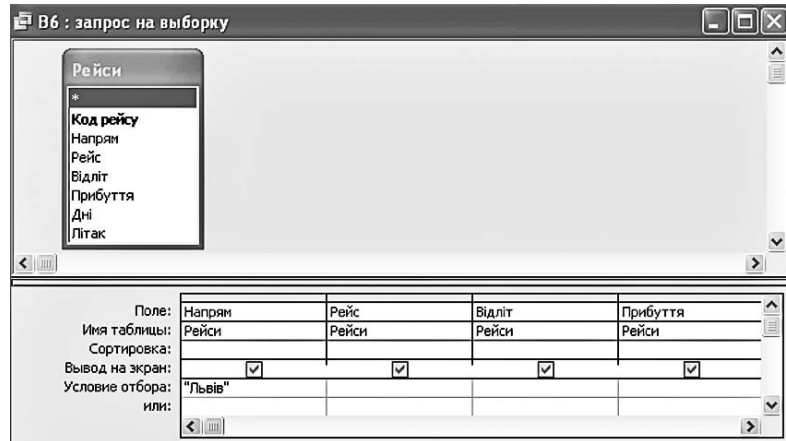 В6 : запрос на выборку
Рейси
*
Код рейсу
Напрям
Рейс
Відліт
Прибуття
Дні
Літак
Поле: Напрям Рейс Відліт Прибуття
Имя таблицы: Рейси Рейси Рейси Рейси
Сортировка:
Вывод на экран:
Условие отбора: "Львів"
или: